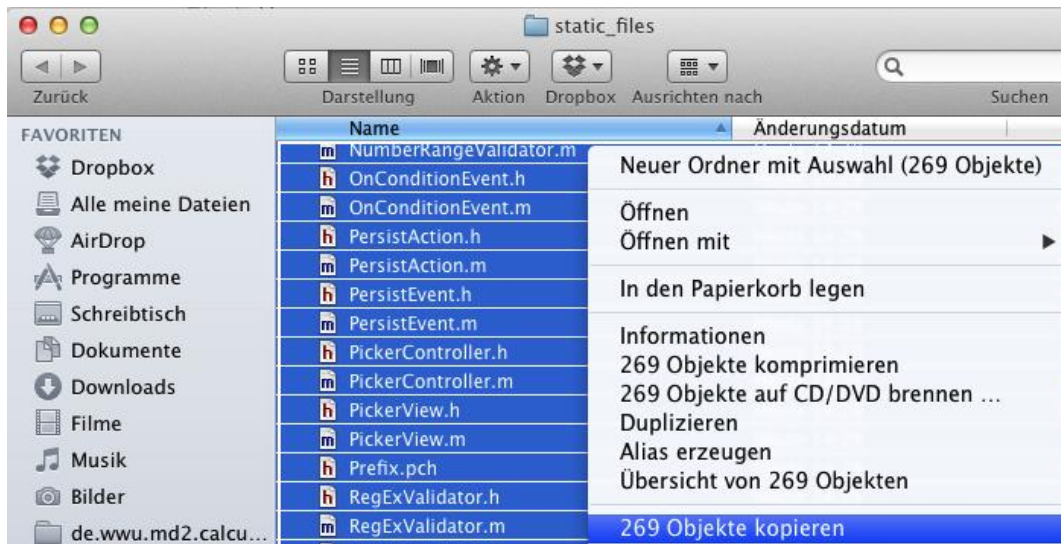 static_files
Zurück
Darstellung
Aktion
Dropbox
Ausrichten nach
Suchen
FAVORITEN
Dropbox
Alle meine Dateien
AirDrop
Programme
Schreibtisch
Dokumente
Downloads
Filme
Musik
Bilder
de.wwu.md2.calcu...
Name
Änderungsdatum
NumberRangeValidator.m
OnConditionEvent.h
OnConditionEvent.m
PersistAction.h
PersistAction.m
PersistEvent.h
PersistEvent.m
PickerController.h
PickerController.m
PickerView.h
PickerView.m
Prefix.pch
RegExValidator.h
RegExValidator.m
Neuer Ordner mit Auswahl (269 Objekte)
Öffnen
Öffnen mit
In den Papierkorb legen
Informationen
269 Objekte komprimieren
269 Objekte auf CD/DVD brennen ...
Duplizieren
Alias erzeugen
Übersicht von 269 Objekten
269 Objekte kopieren